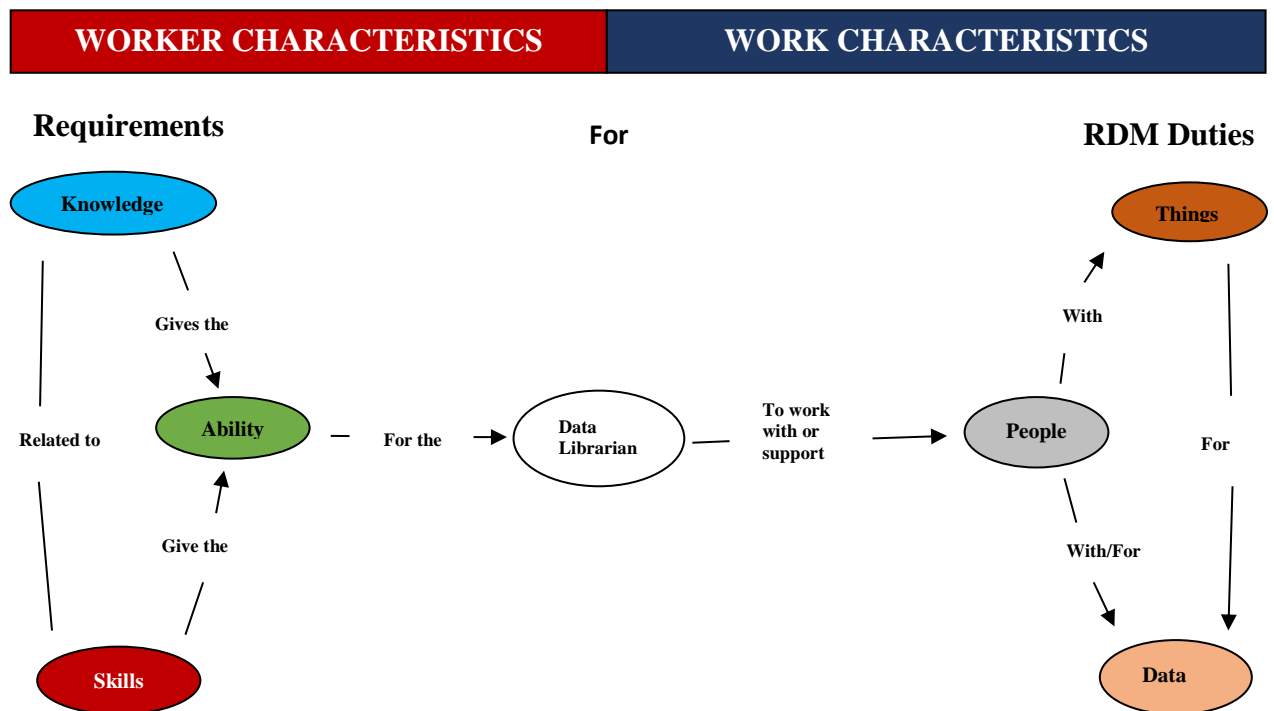 WORKER CHARACTERISTICS
WORK CHARACTERISTICS
Requirements
For
RDM Duties
Knowledge
Things
Gives the
With
Ability
Related to
For the
Data
Librarian
To work
with or
support
People
For
Give the
With/For
Skills
Data